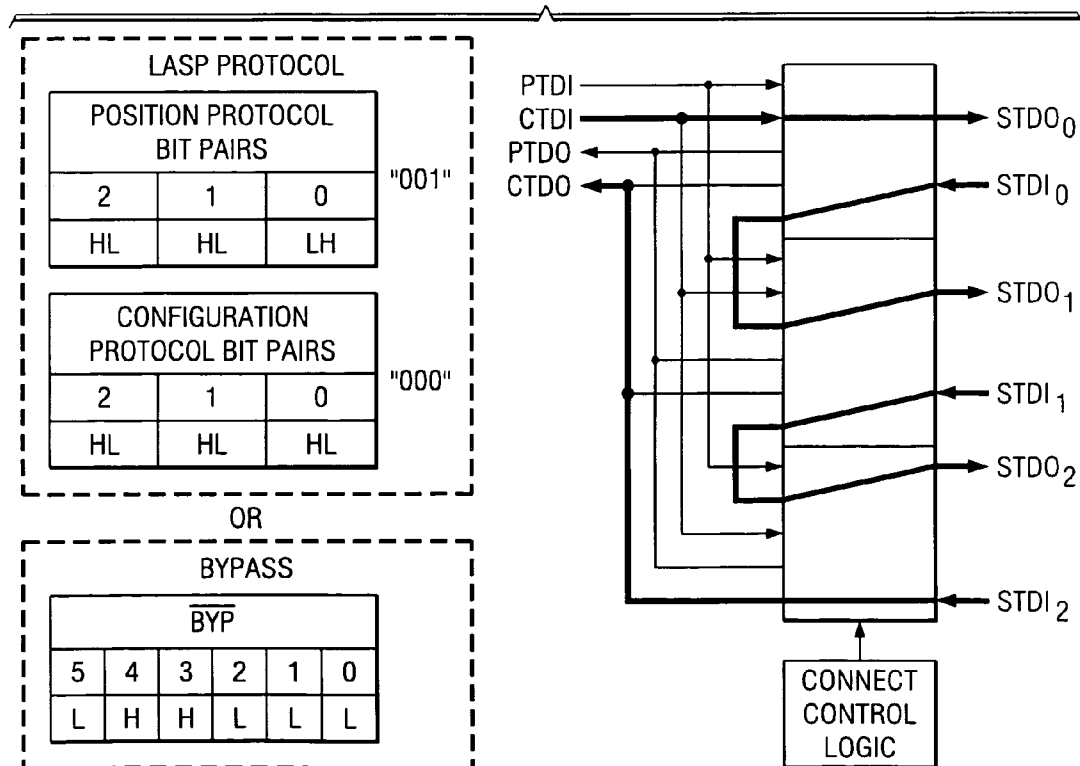 LASP PROTOCOL
POSITION PROTOCOL
BIT PAIRS
2 1 0
HL HL LH
"001"
CONFIGURATION
PROTOCOL BIT PAIRS
2 1 0
HL HL HL
"000"
OR
BYPASS
BYP
5 4 3 2 1 0
L H H L L L
PTDI
CTDI
PTDO
CTDO
STDO0
STDI0
STDO1
STDI1
STDO2
STDI2
CONNECT
CONTROL
LOGIC